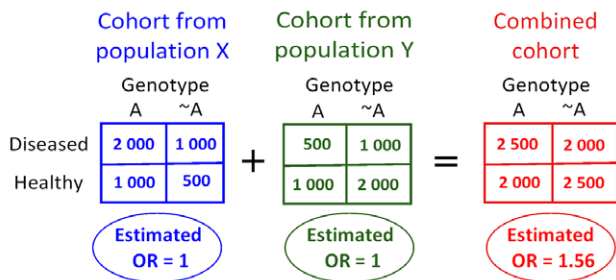 Cohort from population X
Cohort from population Y
Combined cohort
Genotype
Genotype
Genotype
A ~A
A ~A
A ~A
Diseased 2 000 1 000 + 500 1 000 = 2 500 2 000
Healthy 1 000 500 1 000 2 000 2 000 2 500
Estimated OR = 1
Estimated OR = 1
Estimated OR = 1.56